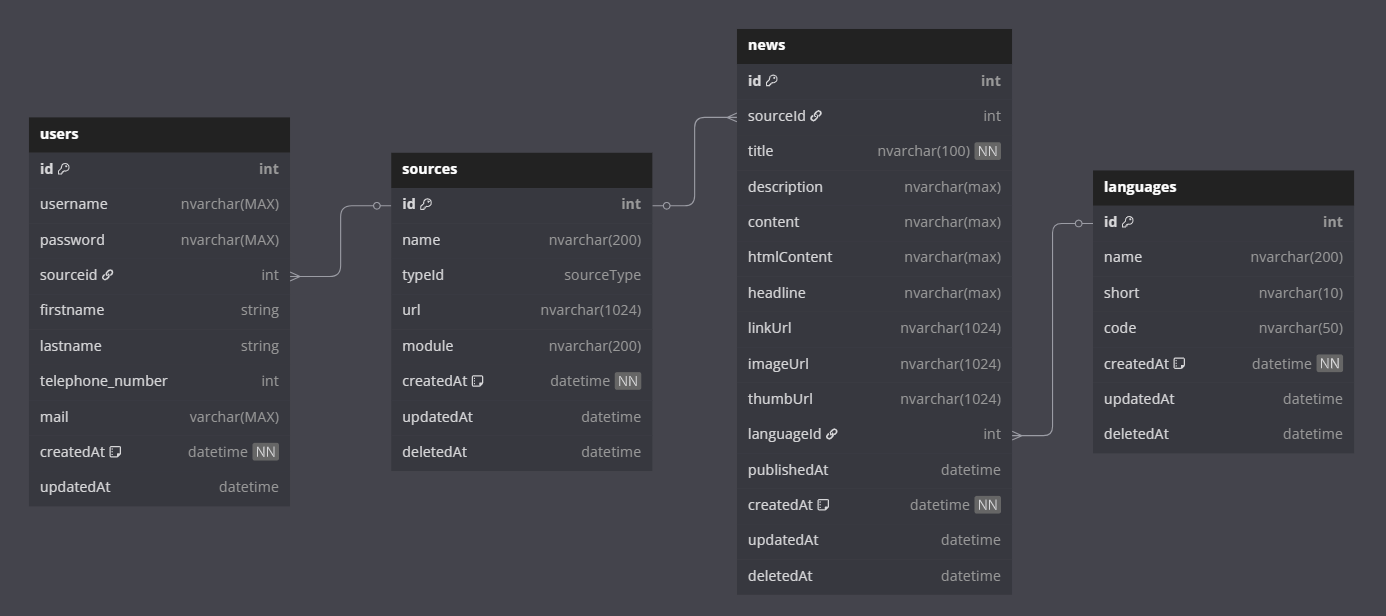 users
id int
username nvarchar(MAX)
password nvarchar(MAX)
sourceid int
firstname string
lastname string
telephone_number int
mail varchar(MAX)
createdAt datetime NN
updatedAt datetime
sources
id int
name nvarchar(200)
typeId sourceType
url nvarchar(1024)
module nvarchar(200)
createdAt datetime NN
updatedAt datetime
deletedAt datetime
news
id int
sourceId int
title nvarchar(100) NN
description nvarchar(max)
content nvarchar(max)
htmlContent nvarchar(max)
headline nvarchar(max)
linkUrl nvarchar(1024)
imageUrl nvarchar(1024)
thumbUrl nvarchar(1024)
languageId int
publishedAt datetime
createdAt datetime NN
updatedAt datetime
deletedAt datetime
languages
id int
name nvarchar(200)
short nvarchar(10)
code nvarchar(50)
createdAt datetime NN
updatedAt datetime
deletedAt datetime